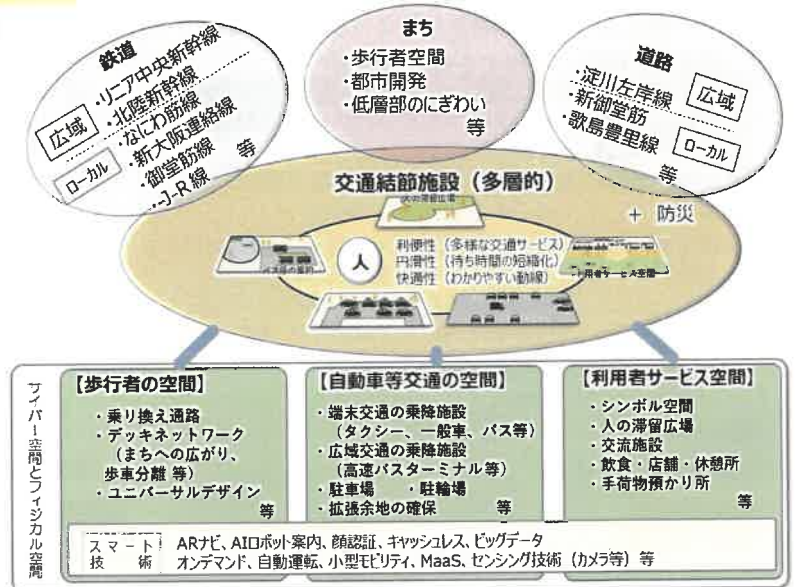 鉄道
広域
・リニア中央新幹線
・北陸新幹線
ローカル
・なにわ筋線
・新大阪連絡線
・御堂筋線
・J-R線
等
まち
・歩行者空間
・都市開発
・低層部のにぎわい
等
道路
・淀川左岸線
・新御堂筋
広域
・歌島豊里線
ローカル
等
交通結節施設（多層的）
+ 防災
人の滞留広場
人
利便性（多様な交通サービス）
円滑性（待ち時間の短縮化）
快適性（わかりやすい動線）
利用者サービス空間
サイバー空間とフィジカル空間
【歩行者の空間】
・乗り換え通路
・デッキネットワーク
（まちへの広がり、
歩車分離 等）
・ユニバーサルデザイン
等
【自動車等交通の空間】
・端末交通の乗降施設
（タクシー、一般車、バス等）
・広域交通の乗降施設
（高速バスターミナル等）
・駐車場 ・駐輪場
・拡張余地の確保 等
【利用者サービス空間】
・シンボル空間
・人の滞留広場
・交流施設
・飲食・店舗・休憩所
・手荷物預かり所
等
スマート
技術
ARナビ、AIロボット案内、顔認証、キャッシュレス、ビッグデータ
オンデマンド、自動運転、小型モビリティ、MaaS、センシング技術（カメラ等）等